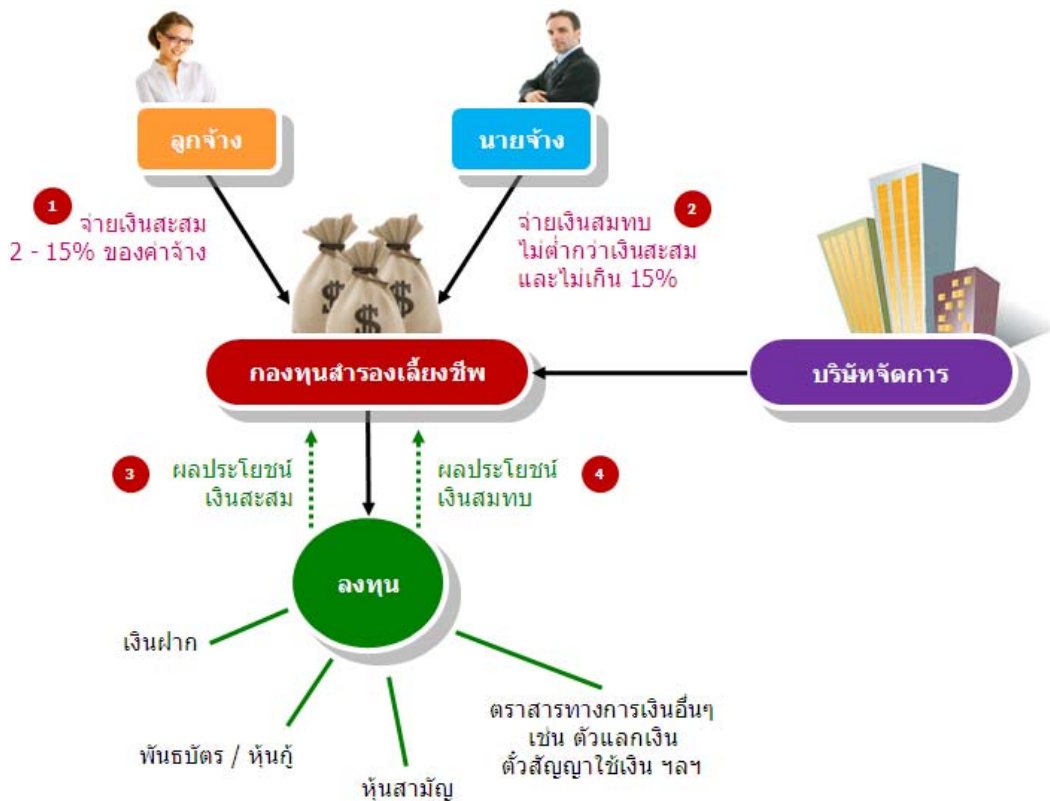 ลูกจ้าง
นายจ้าง
1
จ่ายเงินสะสม
2 - 15% ของค่าจ้าง
จ่ายเงินสมทบ
ไม่ต่ำกว่าเงินสะสม
และไม่เกิน 15%
2
$
$
$
กองทุนสำรองเลี้ยงชีพ
บริษัทจัดการ
3
ผลประโยชน์
เงินสะสม
ผลประโยชน์
เงินสมทบ
4
ลงทุน
เงินฝาก
พันธบัตร / หุ้นกู้
หุ้นสามัญ
ตราสารทางการเงินอื่นๆ
เช่น ตัวแลกเงิน
ตั๋วสัญญาใช้เงิน ฯลฯ